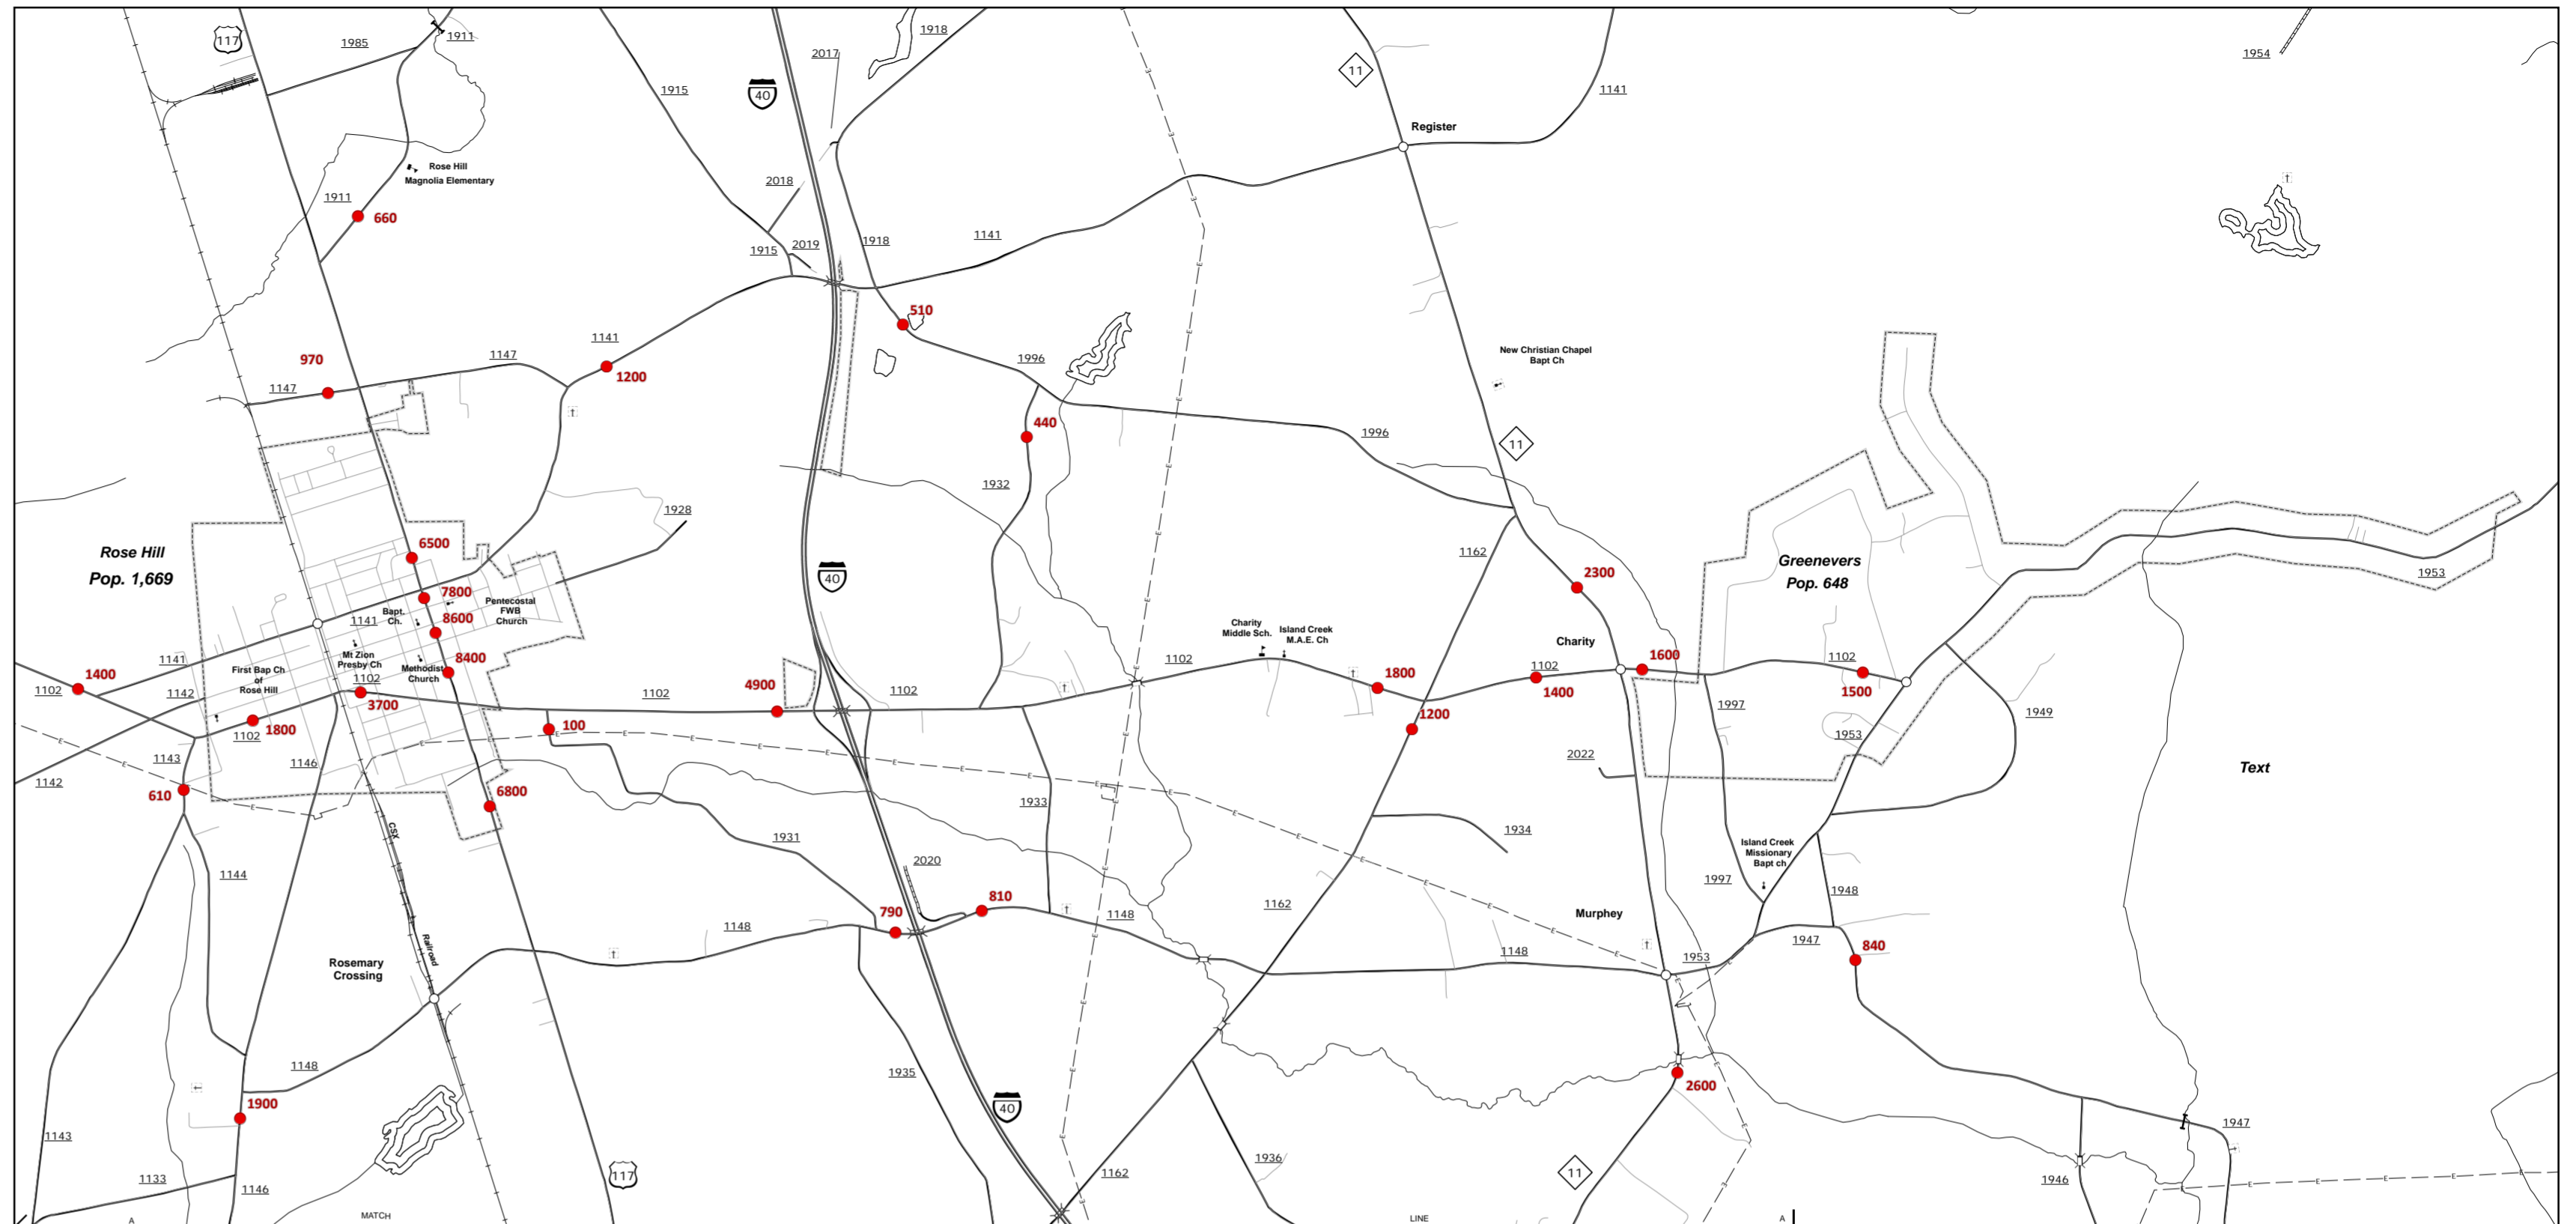 117
1985
1911
1915
40
2017
1918
11
1141
1954
Register
Rose Hill
Magnolia Elementary
1911
660
2018
1915
2019
1918
1141
510
970
1147
1147
1141
1200
1996
New Christian Chapel
Bapt Ch
440
1996
11
1932
1928
Rose Hill
Pop. 1,669
6500
7800
8600
8400
Bapt.
Ch.
Pentecostal
FWB
Church
1141
Mt Zion
Presby Ch
1102
Methodist
Church
First Bap Ch
of
Rose Hill
1141
1142
1400
1102
1800
1102
3700
1102
4900
100
40
1102
Charity
Middle Sch.
Island Creek
M.A.E. Ch
1102
1800
1162
2300
Greenevers
Pop. 648
1953
Charity
1102
1400
1600
1102
1500
1200
1997
1949
1953
2022
Text
1142
1143
1146
610
6800
CSX
Railroad
1931
1933
1934
Island Creek
Missionary
Bapt ch
1144
2020
810
790
1148
1148
1162
1997
1948
Murphey
1148
1953
1947
840
Rosemary
Crossing
1148
1935
40
2600
1900
1143
1133
1146
117
1162
1936
11
1946
1947
A
MATCH
LINE
A